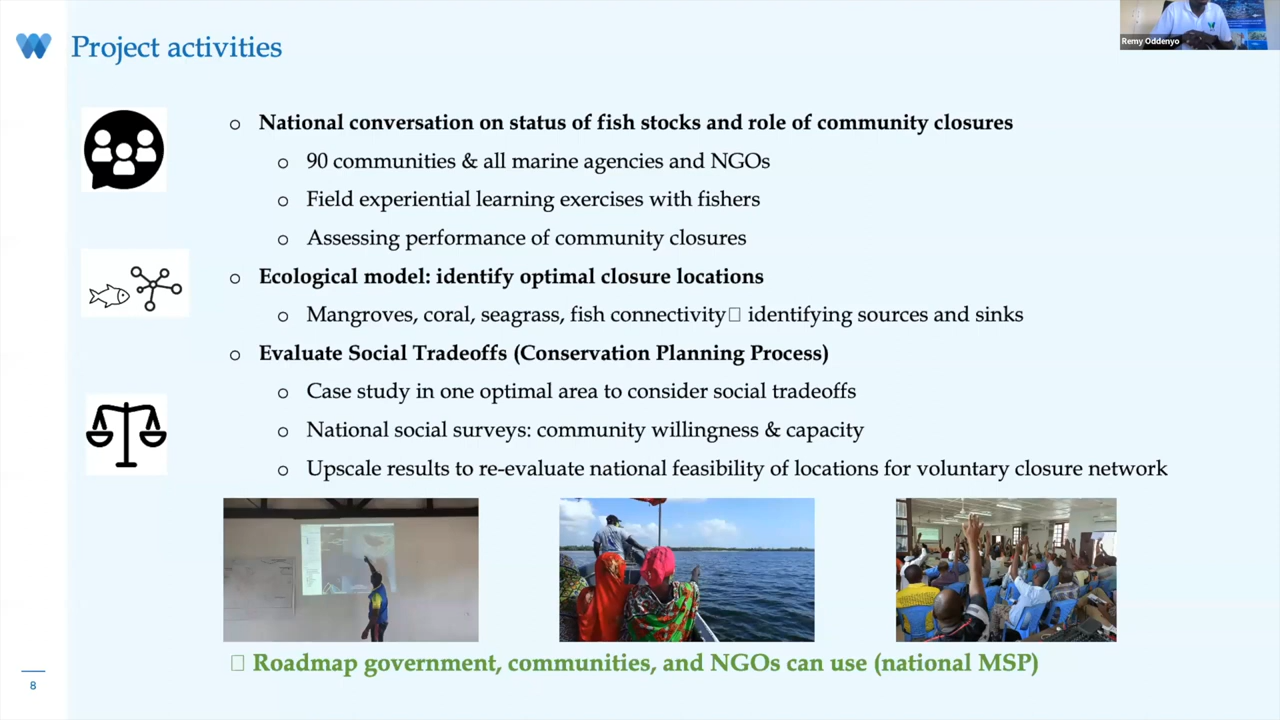 Project activities
Remy Oddenyo
o National conversation on status of fish stocks and role of community closures
o 90 communities & all marine agencies and NGOs
o Field experiential learning exercises with fishers
o Assessing performance of community closures
o Ecological model: identify optimal closure locations
o Mangroves, coral, seagrass, fish connectivity□ identifying sources and sinks
o Evaluate Social Tradeoffs (Conservation Planning Process)
o Case study in one optimal area to consider social tradeoffs
o National social surveys: community willingness & capacity
o Upscale results to re-evaluate national feasibility of locations for voluntary closure network
□ Roadmap government, communities, and NGOs can use (national MSP)
8